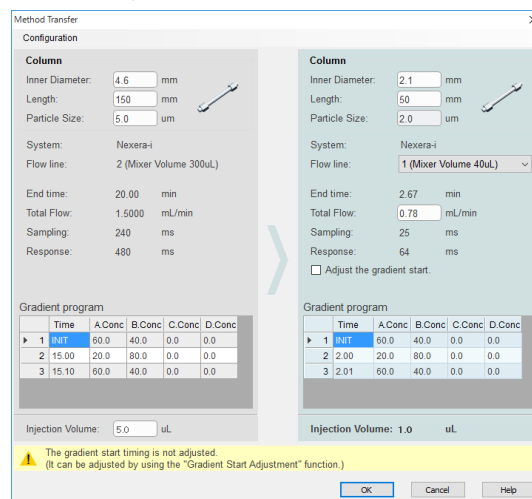 Method Transfer
Configuration
Column
Inner Diameter: 4.6 mm
Length: 150 mm
Particle Size: 5.0 um
System: Nexera-i
Flow line: 2 (Mixer Volume 300uL)
End time: 20.00 min
Total Flow: 1.5000 mL/min
Sampling: 240 ms
Response: 480 ms
Gradient program
Time A.Conc B.Conc C.Conc D.Conc
1 INIT 60.0 40.0 0.0 0.0
2 15.00 20.0 80.0 0.0 0.0
3 15.10 60.0 40.0 0.0 0.0
Injection Volume: 5.0 uL
Column
Inner Diameter: 2.1 mm
Length: 50 mm
Particle Size: 2.0 um
System: Nexera-i
Flow line: 1 (Mixer Volume 40uL)
End time: 2.67 min
Total Flow: 0.78 mL/min
Sampling: 25 ms
Response: 64 ms
Adjust the gradient start.
Gradient program
Time A.Conc B.Conc C.Conc D.Conc
1 INIT 60.0 40.0 0.0 0.0
2 2.00 20.0 80.0 0.0 0.0
3 2.01 60.0 40.0 0.0 0.0
Injection Volume: 1.0 uL
The gradient start timing is not adjusted.
(It can be adjusted by using the "Gradient Start Adjustment" function.)
OK Cancel Help